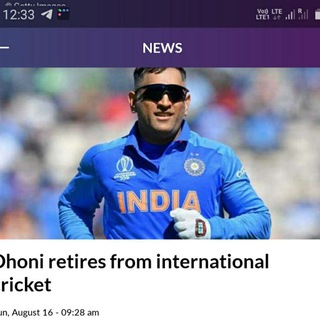 © Getty Images
12:33
Vo) LTE
LTE1
R
NEWS
INDIA
Dhoni retires from international
cricket
un, August 16 - 09:28 am